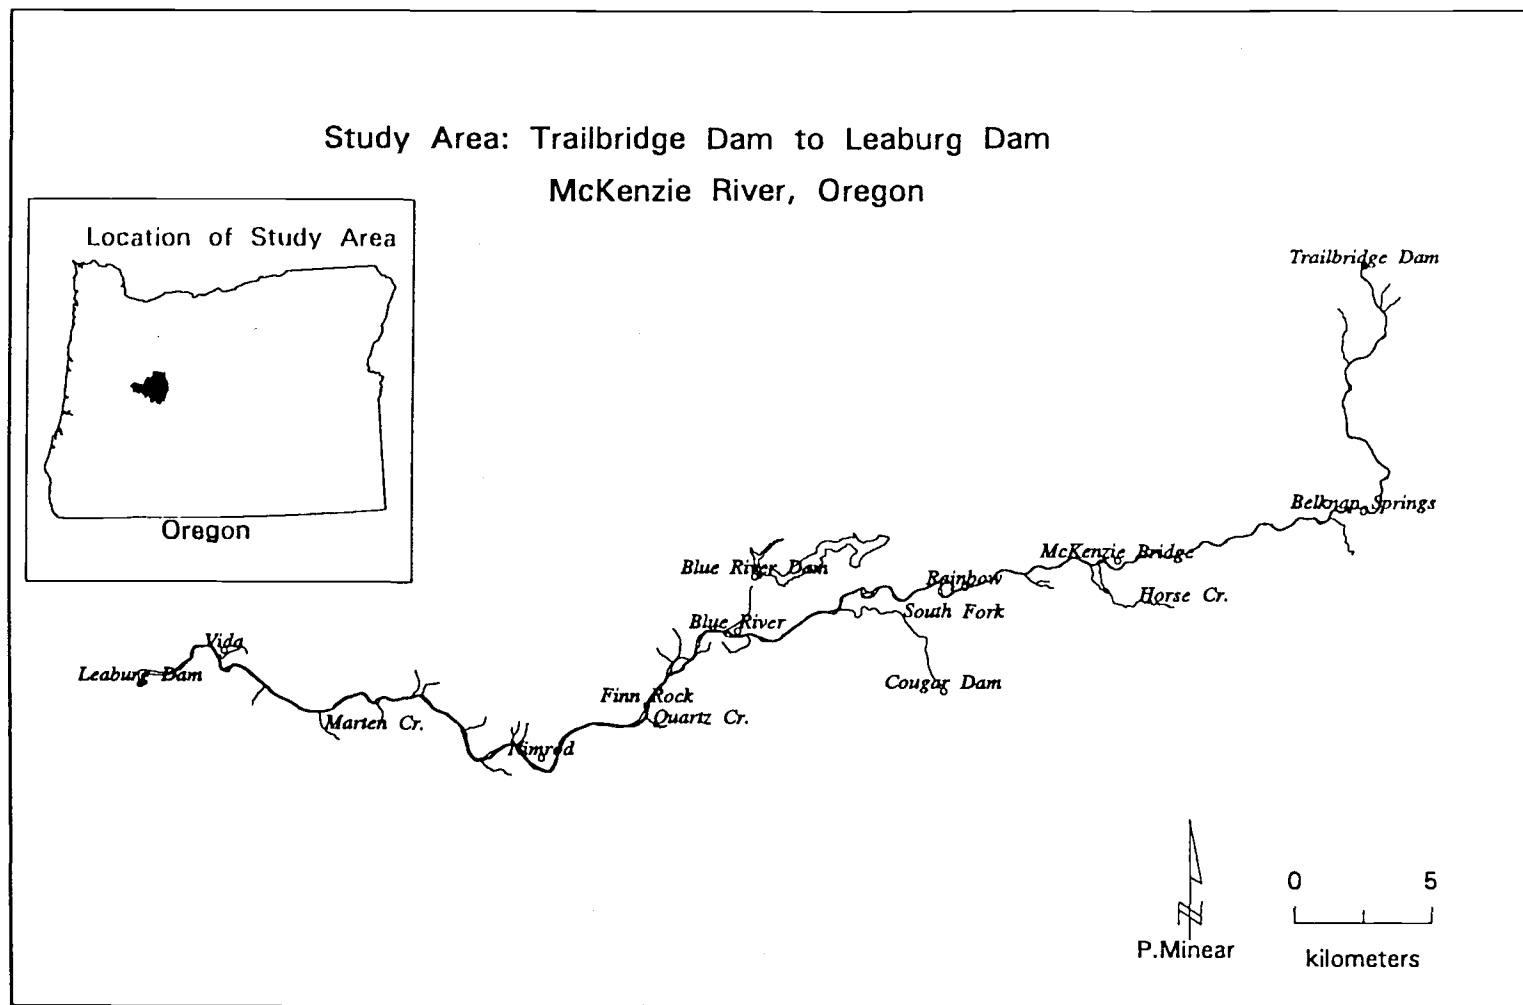 Study Area: Trailbridge Dam to Leaburg Dam
McKenzie River, Oregon
Location of Study Area
Oregon
Trailbridge Dam
Belknap Springs
McKenzie Bridge
Horse Cr.
Rainbow
South Fork
Cougar Dam
Blue River Dam
Blue River
Finn Rock
Quartz Cr.
Nimrod
Marten Cr.
Vida
Leaburg Dam
P.Minear
0 5
kilometers